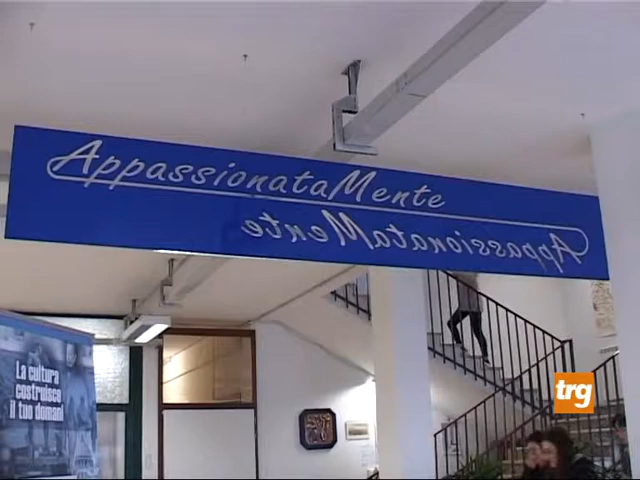 AppassionataMente
AppassionataMente
La cultura
costruisce
il tuo domani
trg